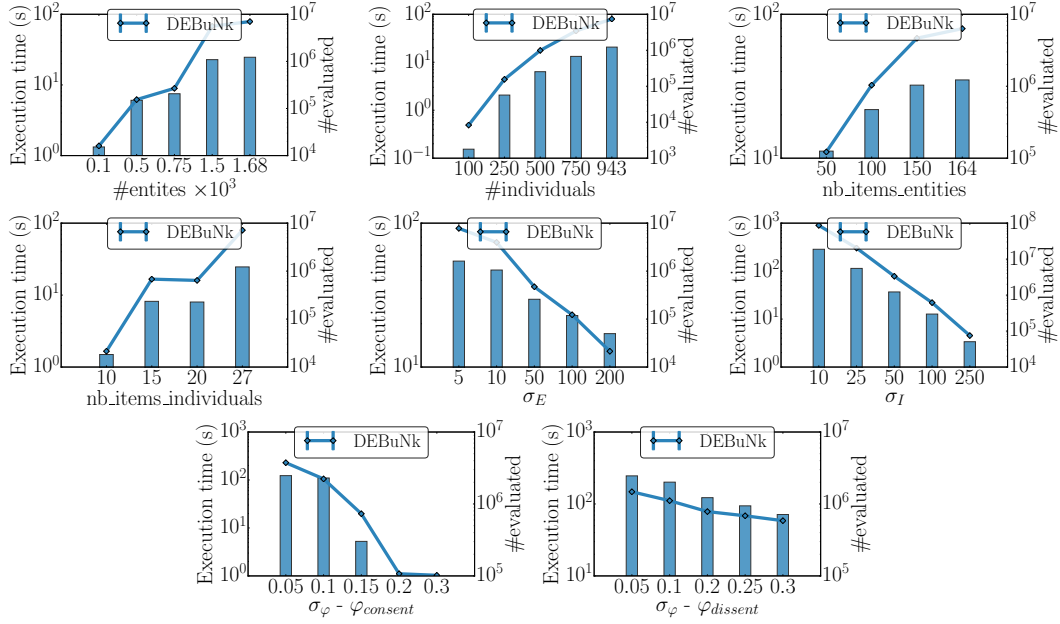 DEBuNk
Execution time (s)
10^2
10^1
10^0
10^7
10^6
10^5
10^4
#evaluated
0.1 0.5 0.75 1.5 1.68
#entites ×10^3
DEBuNk
Execution time (s)
10^2
10^1
10^0
10^−1
10^7
10^6
10^5
10^4
10^3
#evaluated
100 250 500 750 943
#individuals
DEBuNk
Execution time (s)
10^2
10^1
10^7
10^6
10^5
#evaluated
50 100 150 164
nb_items_entities
DEBuNk
Execution time (s)
10^2
10^1
10^0
10^7
10^6
10^5
10^4
#evaluated
10 15 20 27
nb_items_individuals
DEBuNk
Execution time (s)
10^2
10^1
10^7
10^6
10^5
10^4
#evaluated
5 10 50 100 200
σ_E
DEBuNk
Execution time (s)
10^3
10^2
10^1
10^0
10^8
10^7
10^6
10^5
10^4
#evaluated
10 25 50 100 250
σ_I
DEBuNk
Execution time (s)
10^3
10^2
10^1
10^0
10^7
10^6
10^5
#evaluated
0.05 0.1 0.15 0.2 0.3
σ_φ - φ_consent
DEBuNk
Execution time (s)
10^3
10^2
10^1
10^7
10^6
10^5
#evaluated
0.05 0.1 0.2 0.25 0.3
σ_φ - φ_dissent